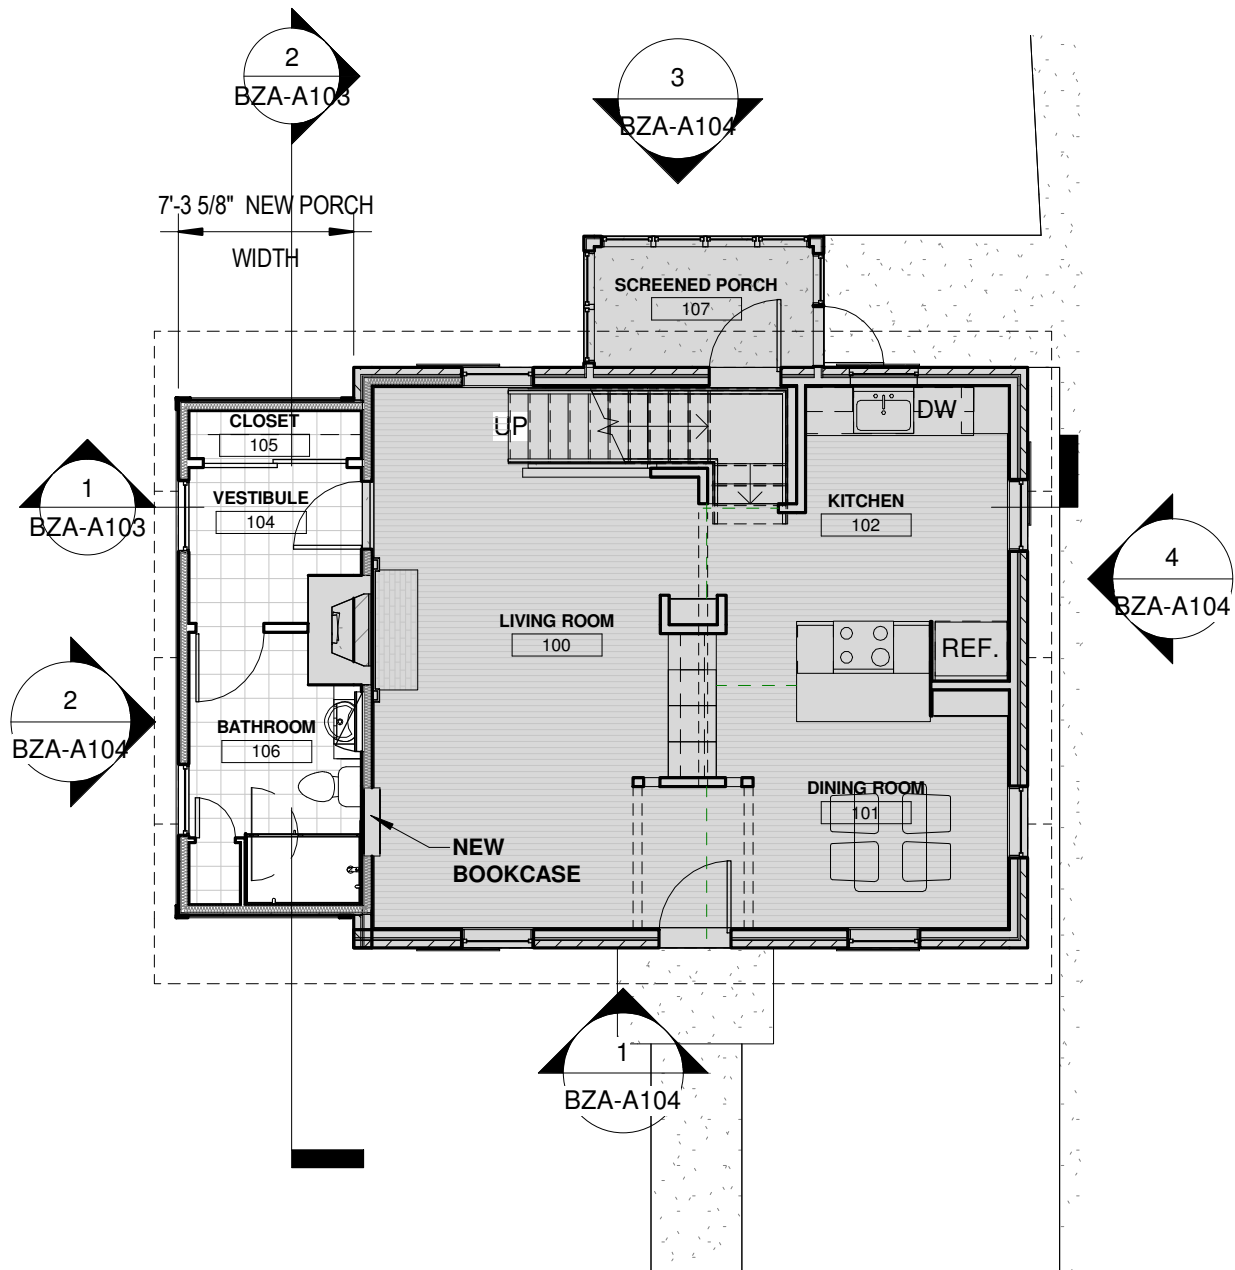 2
BZA-A103
3
BZA-A104
7'-3 5/8" NEW PORCH
WIDTH
SCREENED PORCH
107
CLOSET
105
UP
DW
1
BZA-A103
VESTIBULE
104
KITCHEN
102
4
BZA-A104
LIVING ROOM
100
REF.
2
BZA-A104
BATHROOM
106
DINING ROOM
101
NEW
BOOKCASE
1
BZA-A104